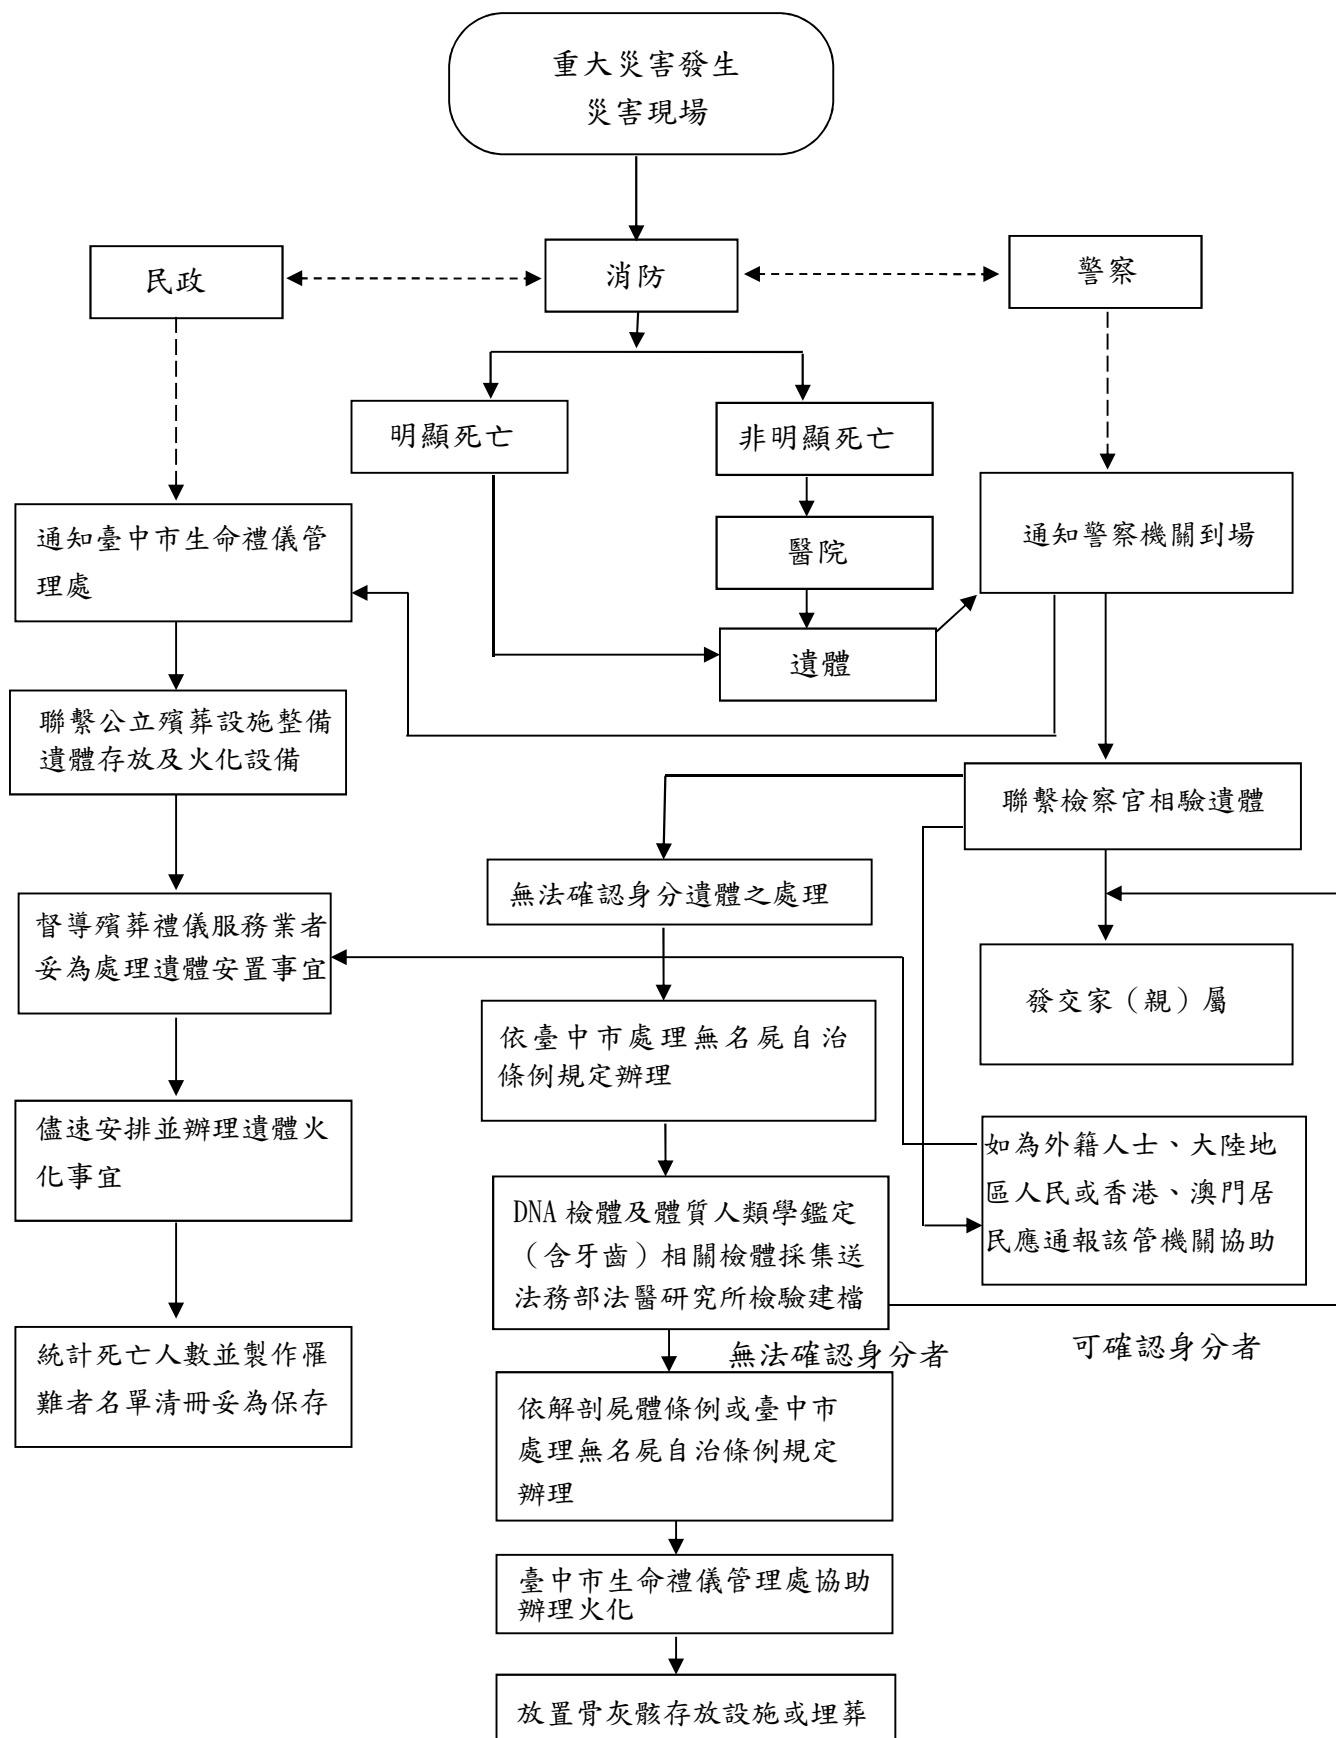 重大災害發生
災害現場
民政
消防
警察
明顯死亡
非明顯死亡
通知臺中市生命禮儀管
理處
醫院
通知警察機關到場
遺體
聯繫公立殯葬設施整備
遺體存放及火化設備
聯繫檢察官相驗遺體
無法確認身分遺體之處理
督導殯葬禮儀服務業者
妥為處理遺體安置事宜
發交家（親）屬
依臺中市處理無名屍自治
條例規定辦理
儘速安排並辦理遺體火
化事宜
如為外籍人士、大陸地
區人民或香港、澳門居
民應通報該管機關協助
DNA 檢體及體質人類學鑑定
（含牙齒）相關檢體採集送
法務部法醫研究所檢驗建檔
無法確認身分者
可確認身分者
統計死亡人數並製作罹
難者名單清冊妥為保存
依解剖屍體條例或臺中市
處理無名屍自治條例規定
辦理
臺中市生命禮儀管理處協助
辦理火化
放置骨灰骸存放設施或埋葬